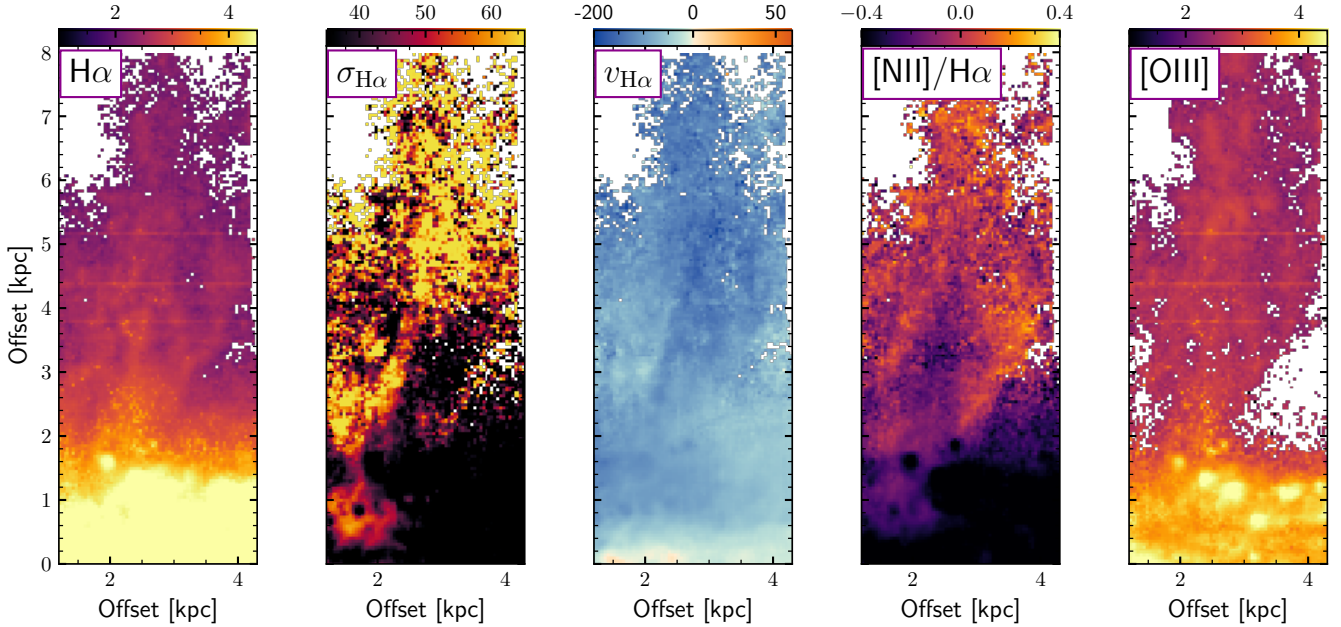 2 4
40 50 60
-200 0 50
−0.4 0.0 0.4
2 4
Hα
σHα
vHα
[NII]/Hα
[OIII]
8
7
6
5
4
3
2
1
0
Offset [kpc]
2 4
2 4
2 4
2 4
2 4
Offset [kpc]
Offset [kpc]
Offset [kpc]
Offset [kpc]
Offset [kpc]